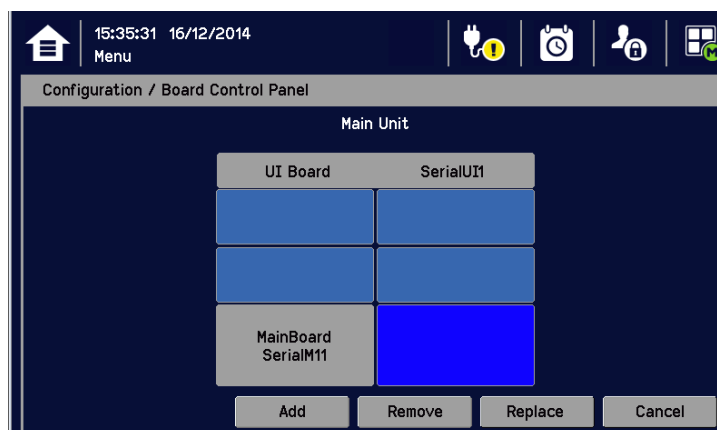 15:35:31 16/12/2014
Menu
Configuration / Board Control Panel
Main Unit
UI Board SerialUI1
MainBoard
SerialM11
Add Remove Replace Cancel